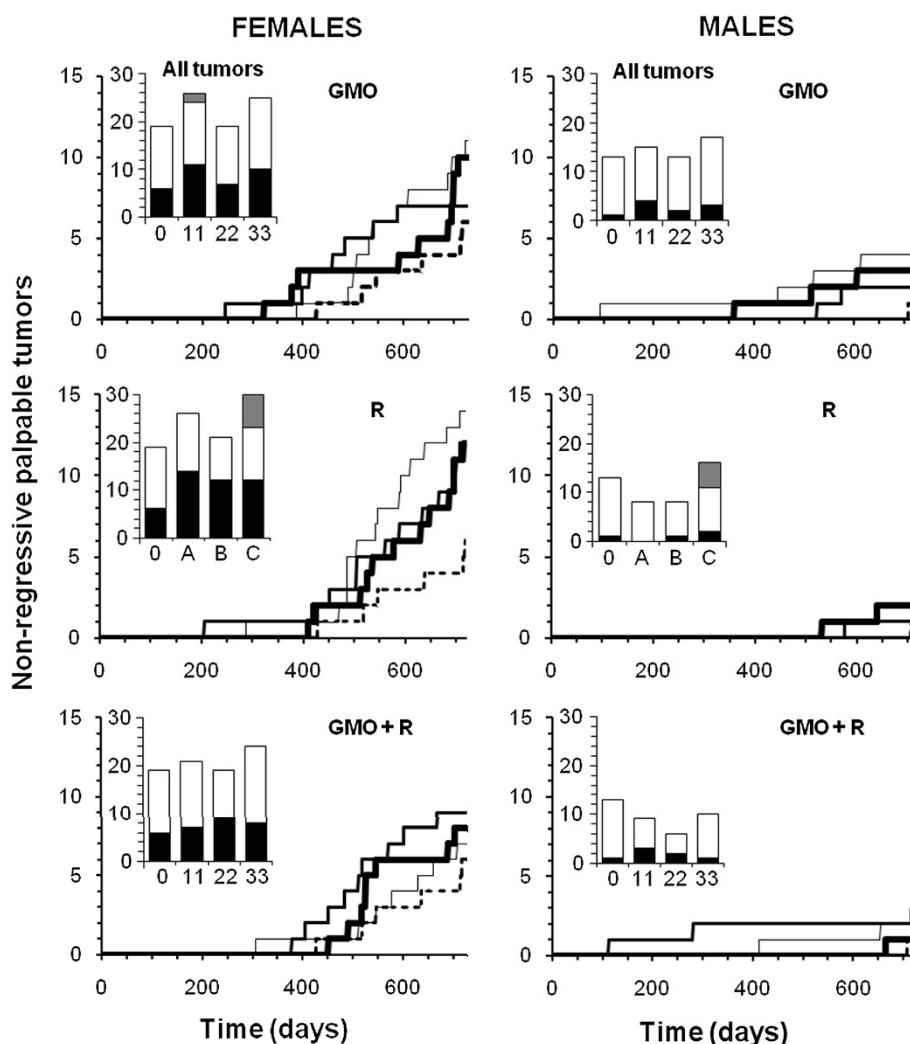 FEMALES MALES
Non-regressive palpable tumors
All tumors
GMO
15
10
5
0
0 200 400 600
30
20
10
0
0 11 22 33
All tumors
GMO
15
10
5
0
0 200 400 600
30
20
10
0
0 11 22 33
R
15
10
5
0
0 200 400 600
30
20
10
0
0 A B C
R
15
10
5
0
0 200 400 600
30
20
10
0
0 A B C
GMO + R
15
10
5
0
0 200 400 600
30
20
10
0
0 11 22 33
Time (days)
GMO + R
15
10
5
0
0 200 400 600
30
20
10
0
0 11 22 33
Time (days)